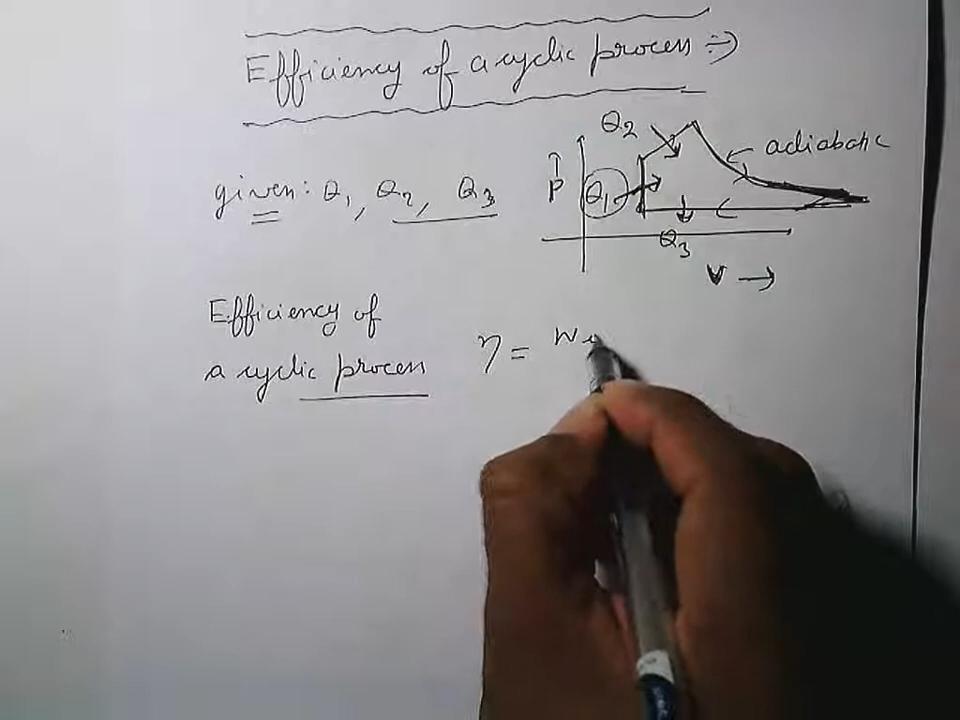 Efficiency of a cyclic process :-)
Q2
adiabatic
P
Q1
given: Q1, Q2, Q3
Q3
V →
Efficiency of
a cyclic process η = W